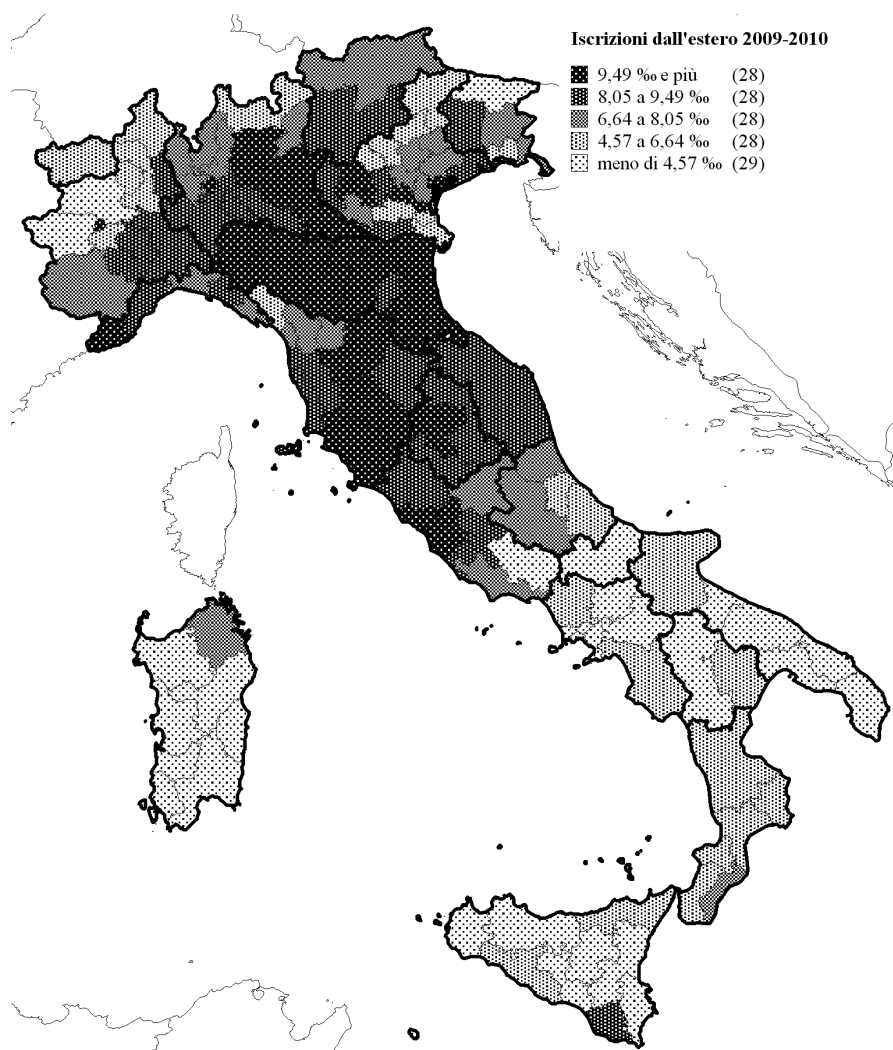 Iscrizioni dall'estero 2009-2010
9,49 ‰ e più (28)
8,05 a 9,49 ‰ (28)
6,64 a 8,05 ‰ (28)
4,57 a 6,64 ‰ (28)
meno di 4,57 ‰ (29)